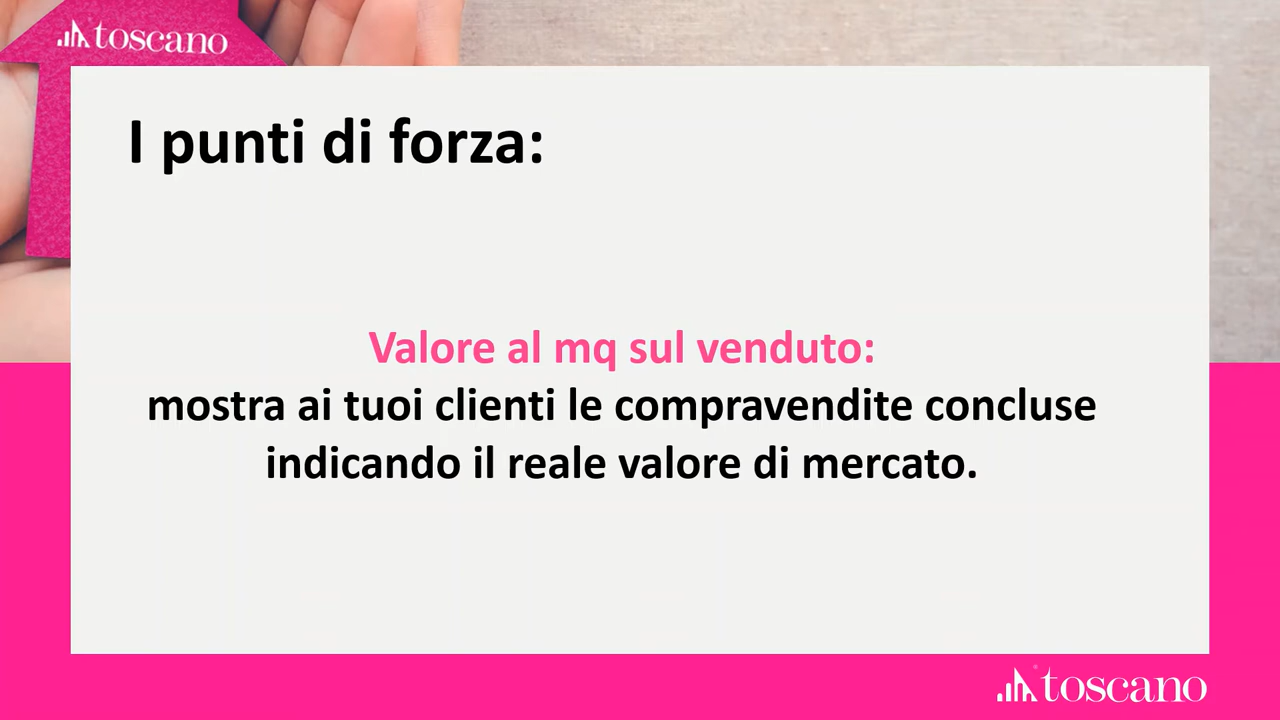 toscano
I punti di forza:
Valore al mq sul venduto:
mostra ai tuoi clienti le compravendite concluse
indicando il reale valore di mercato.
toscano